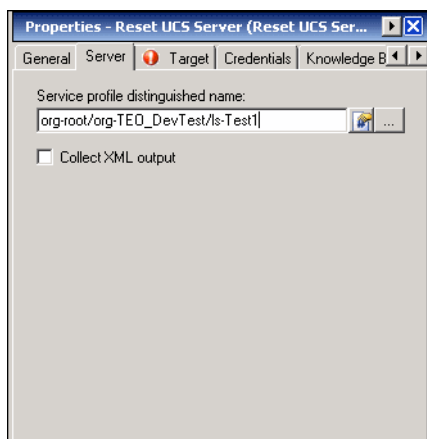 Properties - Reset UCS Server (Reset UCS Ser...
General Server Target Credentials Knowledge B
Service profile distinguished name:
org-root/org-TEO_DevTest/ls-Test1
...
Collect XML output